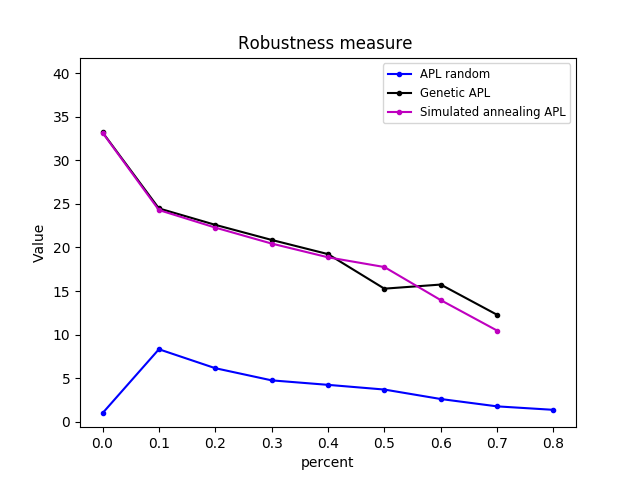 Robustness measure
APL random
Genetic APL
Simulated annealing APL
40
35
30
25
20
15
10
5
0
Value
0.0 0.1 0.2 0.3 0.4 0.5 0.6 0.7 0.8
percent